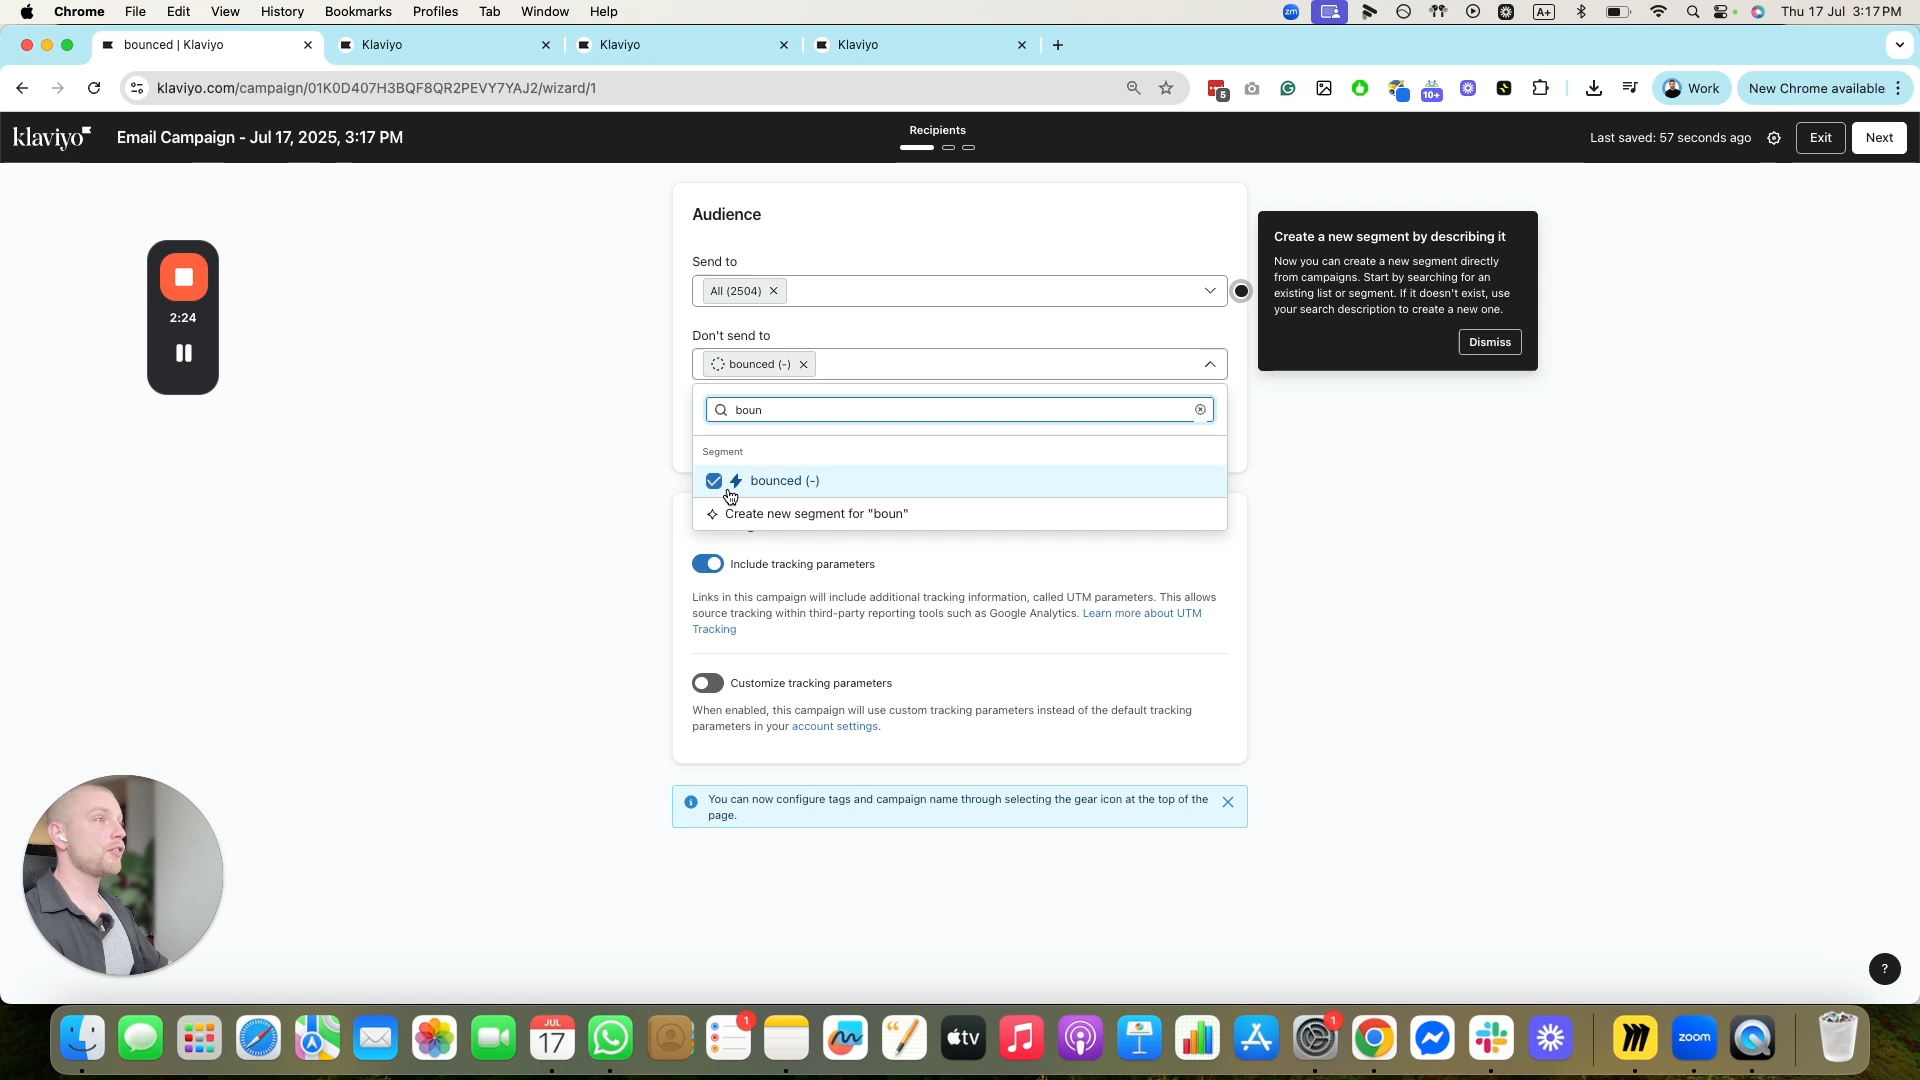 Chrome File Edit View History Bookmarks Profiles Tab Window Help
zm
A+
Thu 17 Jul 3:17 PM
bounced | Klaviyo
Klaviyo
Klaviyo
Klaviyo
klaviyo.com/campaign/01K0D407H3BQF8QR2PEVY7YAJ2/wizard/1
5
10+
Work
New Chrome available
klaviyo
Email Campaign - Jul 17, 2025, 3:17 PM
Recipients
Last saved: 57 seconds ago
Exit
Next
Audience
Send to
All (2504)
Don't send to
bounced (-)
boun
Segment
bounced (-)
Create new segment for "boun"
Create a new segment by describing it
Now you can create a new segment directly
from campaigns. Start by searching for an
existing list or segment. If it doesn't exist, use
your search description to create a new one.
Dismiss
2:24
Include tracking parameters
Links in this campaign will include additional tracking information, called UTM parameters. This allows
source tracking within third-party reporting tools such as Google Analytics. Learn more about UTM
Tracking
Customize tracking parameters
When enabled, this campaign will use custom tracking parameters instead of the default tracking
parameters in your account settings.
You can now configure tags and campaign name through selecting the gear icon at the top of the
page.
?
JUL
17
1
tv
1
zoom